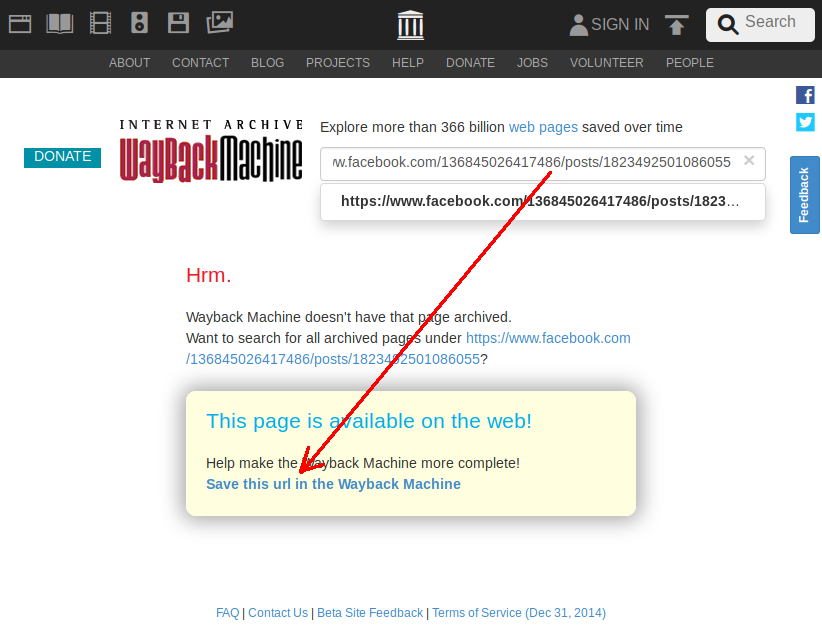 SIGN IN
Search
ABOUT CONTACT BLOG PROJECTS HELP DONATE JOBS VOLUNTEER PEOPLE
DONATE
INTERNET ARCHIVE
WayBackMachine
Explore more than 366 billion web pages saved over time
w.facebook.com/136845026417486/posts/1823492501086055 ×
https://www.facebook.com/136845026417486/posts/1823...
Feedback
Hrm.
Wayback Machine doesn't have that page archived.
Want to search for all archived pages under https://www.facebook.com
/136845026417486/posts/1823492501086055?
This page is available on the web!
Help make the Wayback Machine more complete!
Save this url in the Wayback Machine
FAQ | Contact Us | Beta Site Feedback | Terms of Service (Dec 31, 2014)